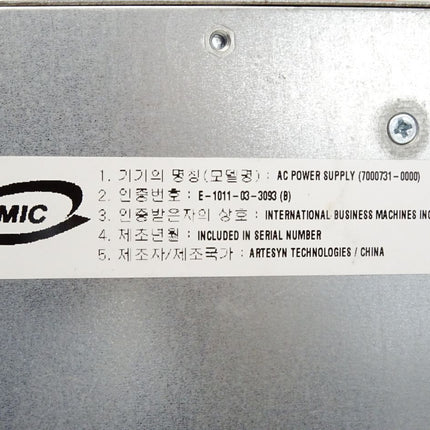 MIC
1. 기기의 명칭(모델명) : AC POWER SUPPLY (7000731-0000)
2. 인증번호 : E-1011-03-3093 (B)
3. 인증받은자의 상호 : INTERNATIONAL BUSINESS MACHINES INC
4. 제조년원 : INCLUDED IN SERIAL NUMBER
5. 제조자/제조국가 : ARTESYN TECHNOLOGIES / CHINA